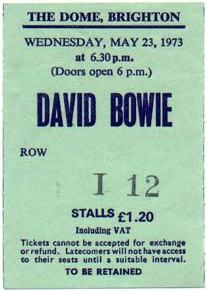 THE DOME, BRIGHTON
WEDNESDAY, MAY 23, 1973
at 6.30 p.m.
(Doors open 6 p.m.)
DAVID BOWIE
ROW
I 12
STALLS £1.20
Including VAT
Tickets cannot be accepted for exchange
or refund. Latecomers will not have access
to their seats until a suitable interval.
TO BE RETAINED